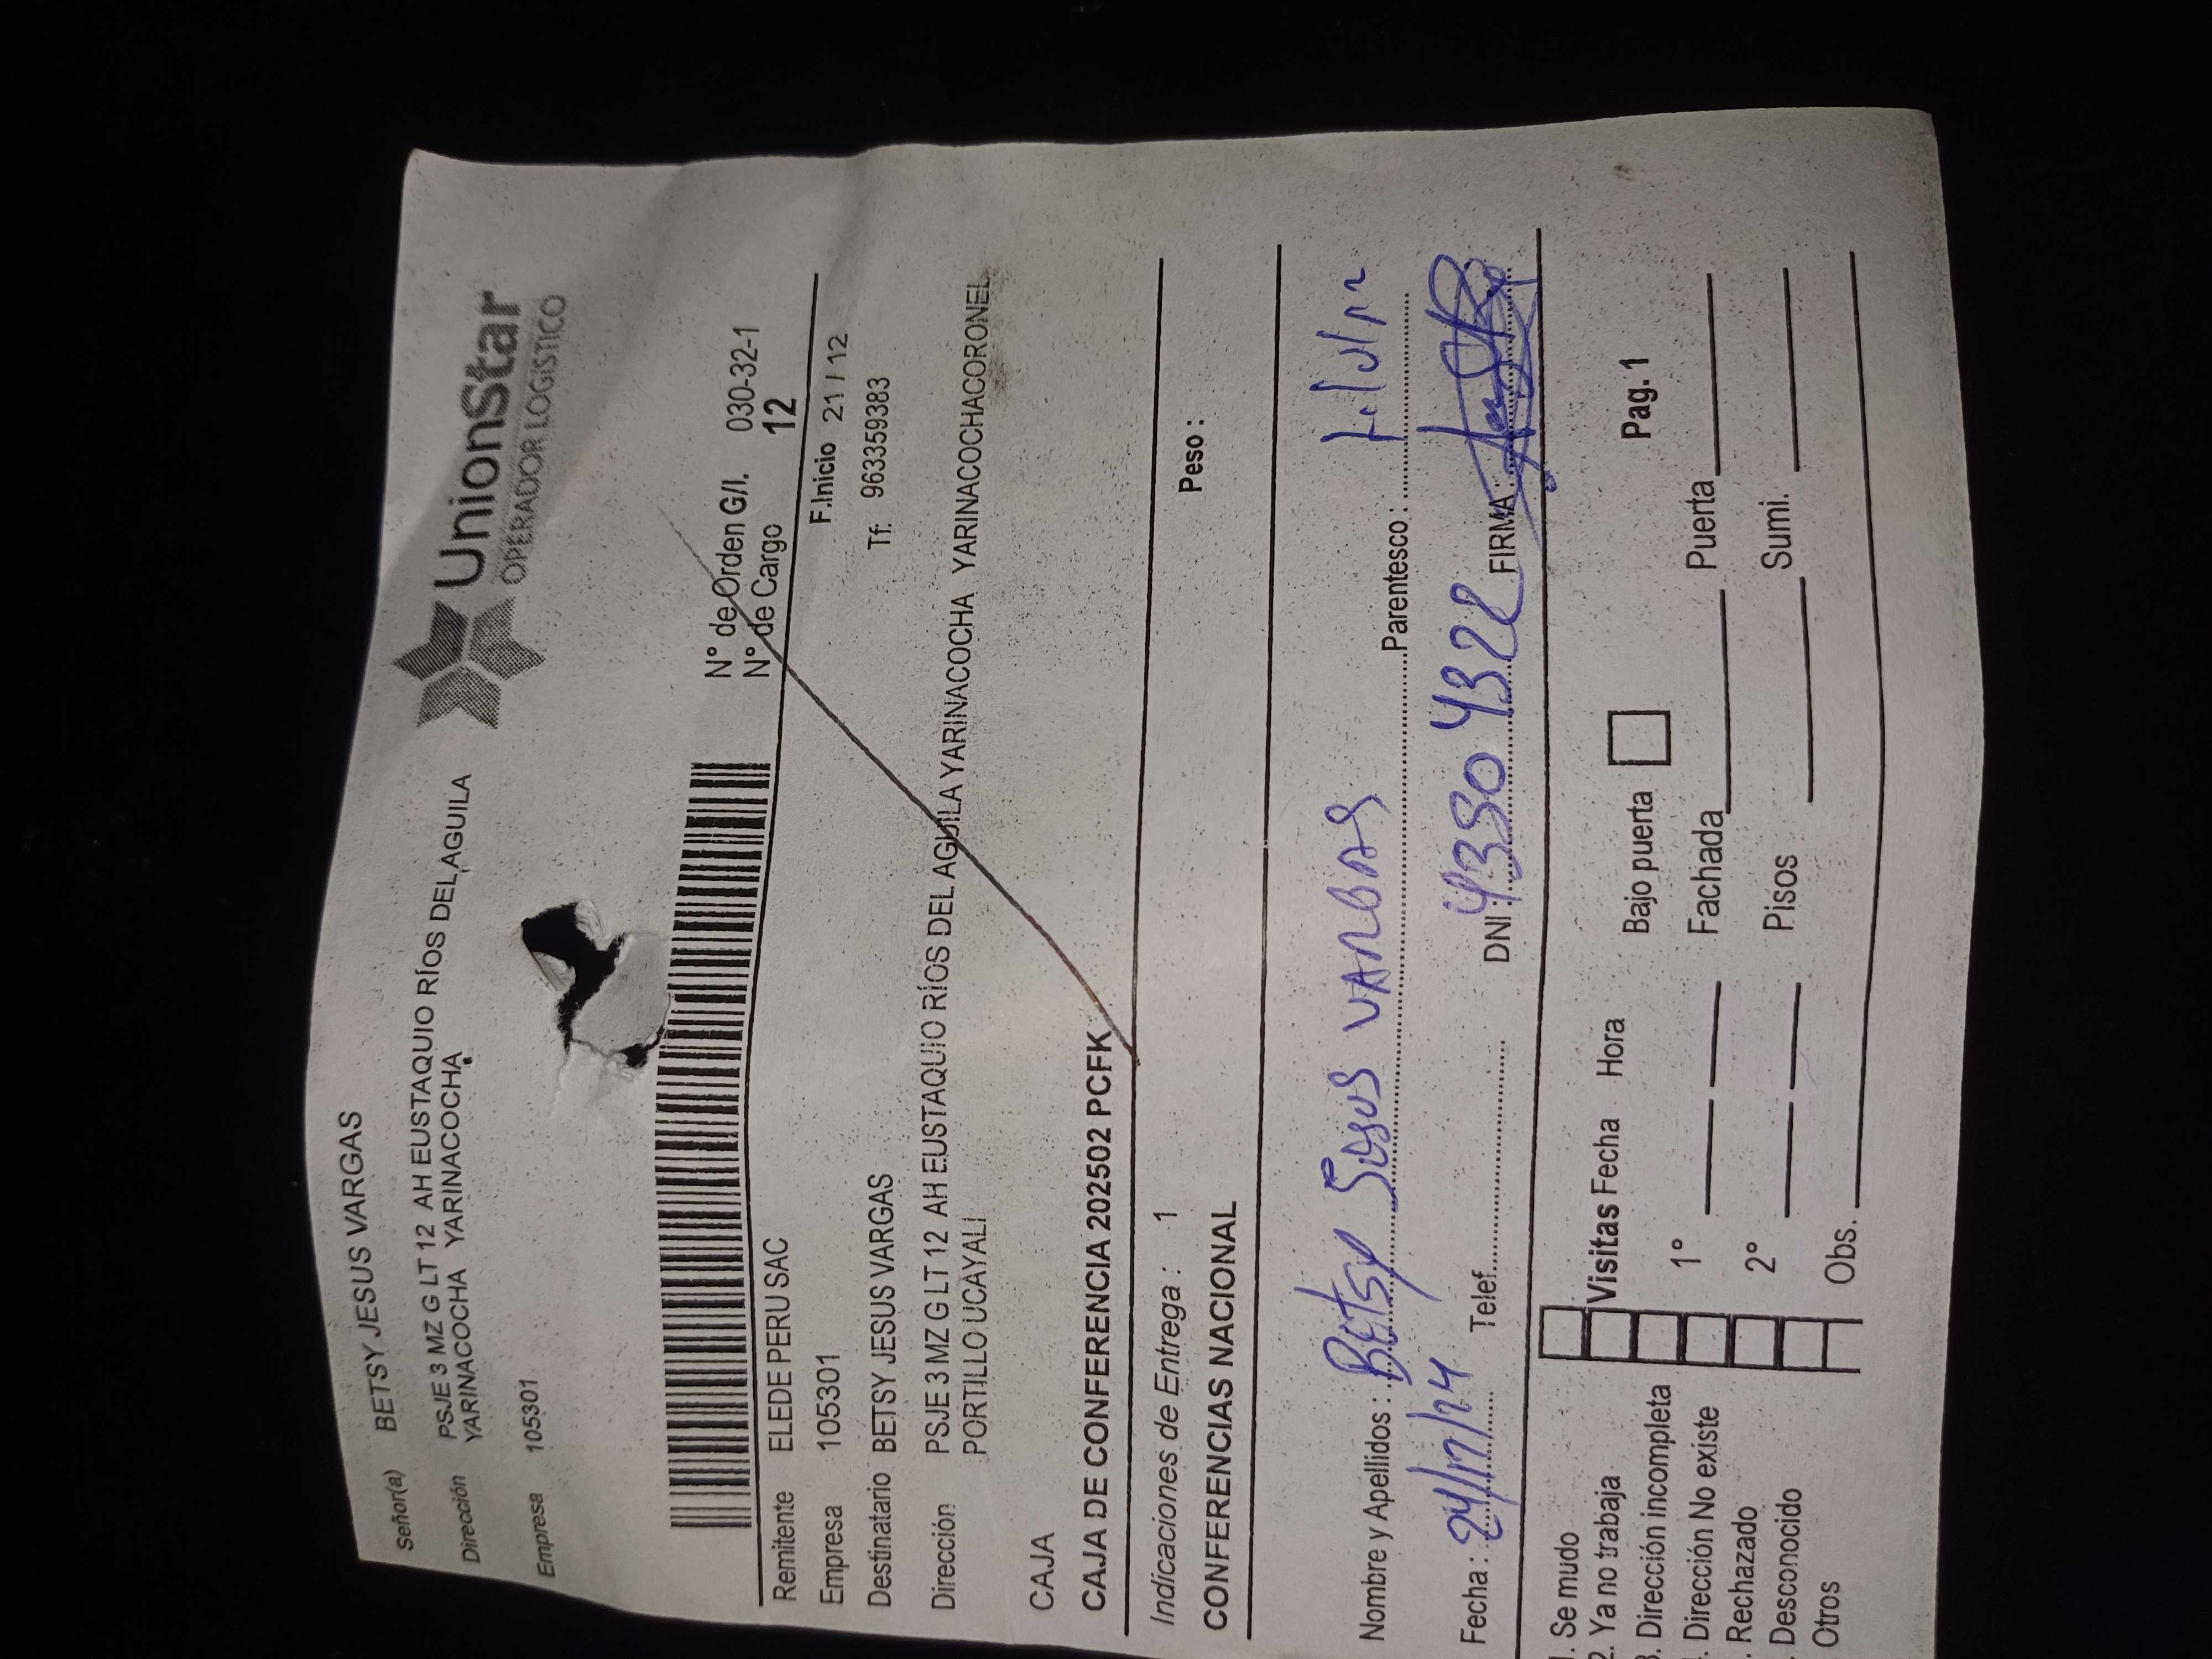 Señor(a) BETSY JESUS VARGAS
UnionStar
OPERADOR LOGISTICO
Dirección PSJE 3 MZ G LT 12 AH EUSTAQUIO RÍOS DEL AGUILA
YARINACOCHA YARINACOCHA
Empresa 105301
N° de Orden G/I. 030-32-1
N° de Cargo 12
Remitente ELEDE PERU SAC
F.Inicio 21 / 12
Empresa 105301
Destinatario BETSY JESUS VARGAS Tf. 963359383
Dirección PSJE 3 MZ G LT 12 AH EUSTAQUIO RÍOS DEL AGUILA YARINACOCHA YARINACOCHACORONEL
PORTILLO UCAYALI
CAJA
CAJA DE CONFERENCIA 202502 PCFK
Indicaciones de Entrega : 1 Peso :
CONFERENCIAS NACIONAL
Nombre y Apellidos : Betsy Jesus VARGAS Parentesco :
Fecha : 24/12/24 Telef. DNI : 43504322 FIRMA :
1. Se mudo
2. Ya no trabaja
3. Dirección incompleta
. Dirección No existe
. Rechazado
. Desconocido
Otros
Visitas Fecha Hora Bajo puerta Pag. 1
1° Fachada Puerta
2° Pisos Sumi.
Obs.